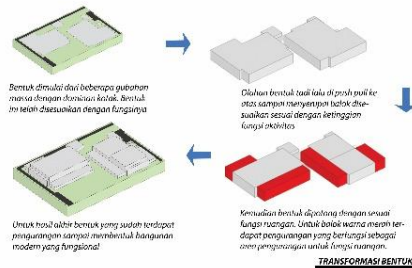 Bentuk dimulai dari beberapa gubahan
massa dengan dominan kotak. Bentuk
ini telah disesuaikan dengan fungsinya
Olahan bentuk tadi lalu di push pull ke
atas sampai menyerupai balok dise-
suaikan sesuai dengan ketinggian
fungsi aktivitas
Kemudian bentuk dipotong dengan sesuai
fungsi ruangan. Untuk balok warna merah ter-
dapat pengurangan yang berfungsi sebagai
area pengurangan untuk fungsi ruangan.
Untuk hasil akhir bentuk yang sudah terdapat
pengurangan sampai membentuk bangunan
modern yang fungsional
TRANSFORMASI BENTUK